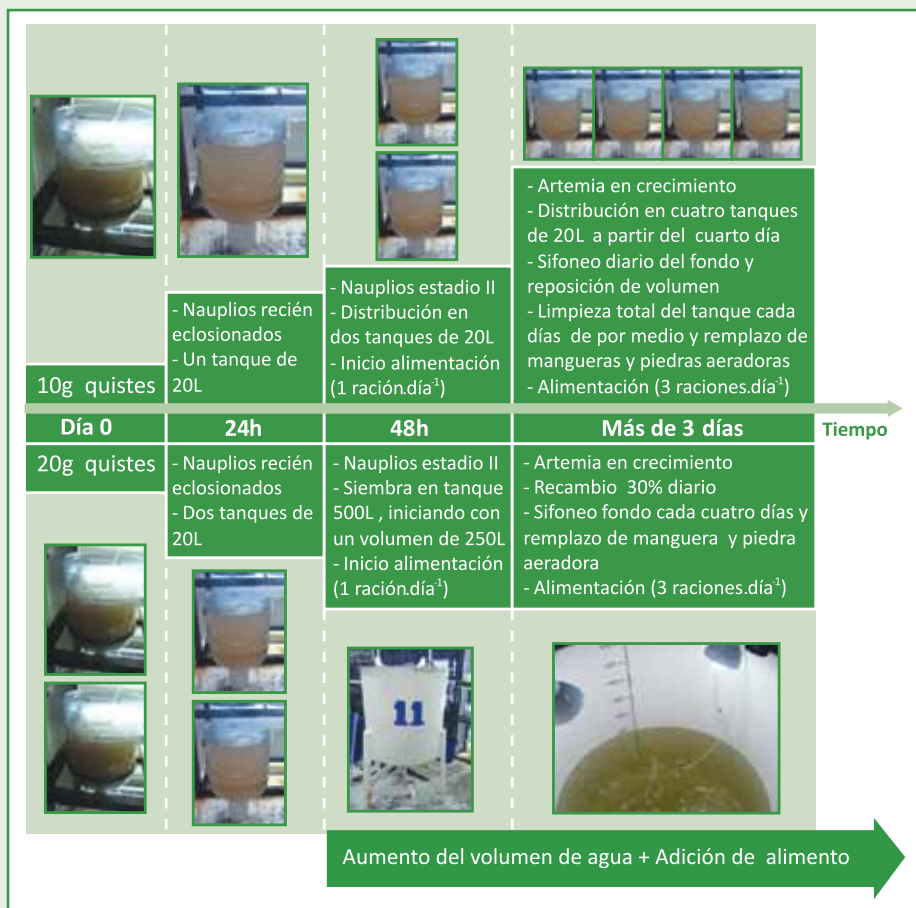 10g quistes
- Nauplios recién
eclosionados
- Un tanque de
20L
- Nauplios estadio II
- Distribución en
dos tanques de 20L
- Inicio alimentación
(1 ración.día⁻¹)
- Artemia en crecimiento
- Distribución en cuatro tanques
de 20L a partir del cuarto día
- Sifoneo diario del fondo y
reposición de volumen
- Limpieza total del tanque cada
días de por medio y remplazo de
mangueras y piedras aeradoras
- Alimentación (3 raciones.día⁻¹)
Día 0
24h
48h
Más de 3 días
Tiempo
20g quistes
- Nauplios recién
eclosionados
- Dos tanques de
20L
- Nauplios estadio II
- Siembra en tanque
500L , iniciando con
un volumen de 250L
- Inicio alimentación
(1 ración.día⁻¹)
- Artemia en crecimiento
- Recambio 30% diario
- Sifoneo fondo cada cuatro días y
remplazo de manguera y piedra
aeradora
- Alimentación (3 raciones.día⁻¹)
11
Aumento del volumen de agua + Adición de alimento